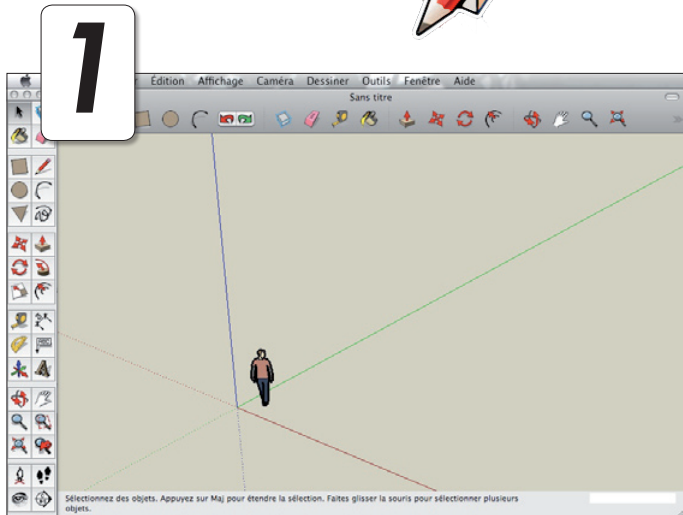 1
Édition Affichage Caméra Dessiner Outils Fenêtre Aide
Sans titre
Sélectionnez des objets. Appuyez sur Maj pour étendre la sélection. Faites glisser la souris pour sélectionner plusieurs
objets.